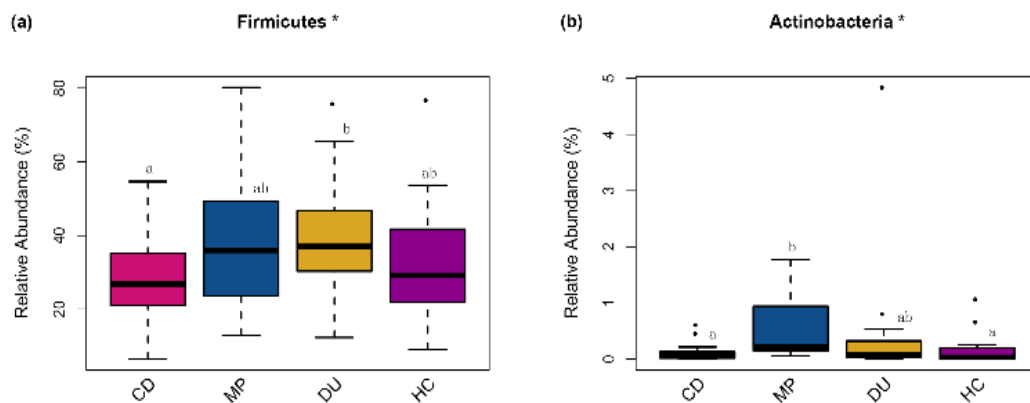 (a) Firmicutes *
Relative Abundance (%)
80
60
40
20
a
ab
b
ab
CD MP DU HC
(b) Actinobacteria *
Relative Abundance (%)
5
4
3
2
1
0
a
b
ab
a
CD MP DU HC